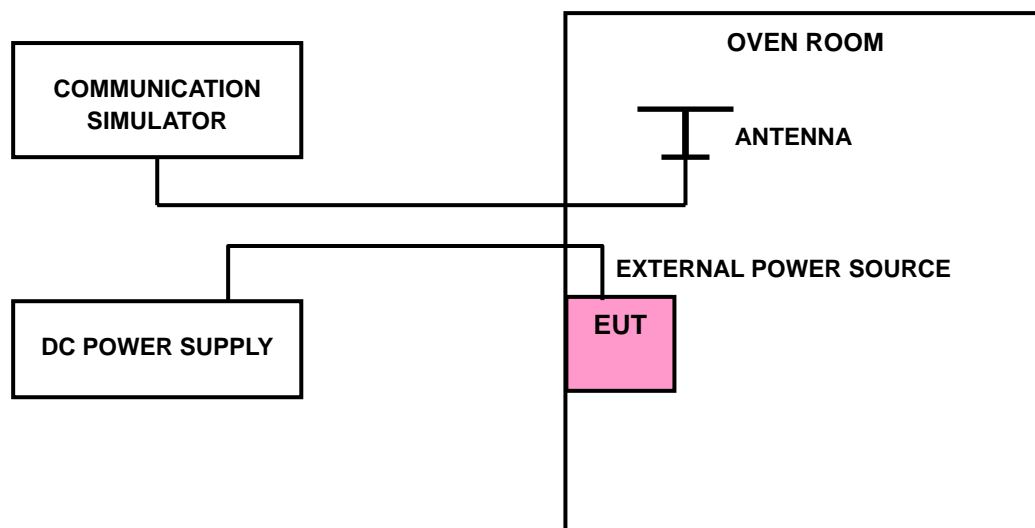 OVEN ROOM
COMMUNICATION
SIMULATOR
ANTENNA
EXTERNAL POWER SOURCE
EUT
DC POWER SUPPLY